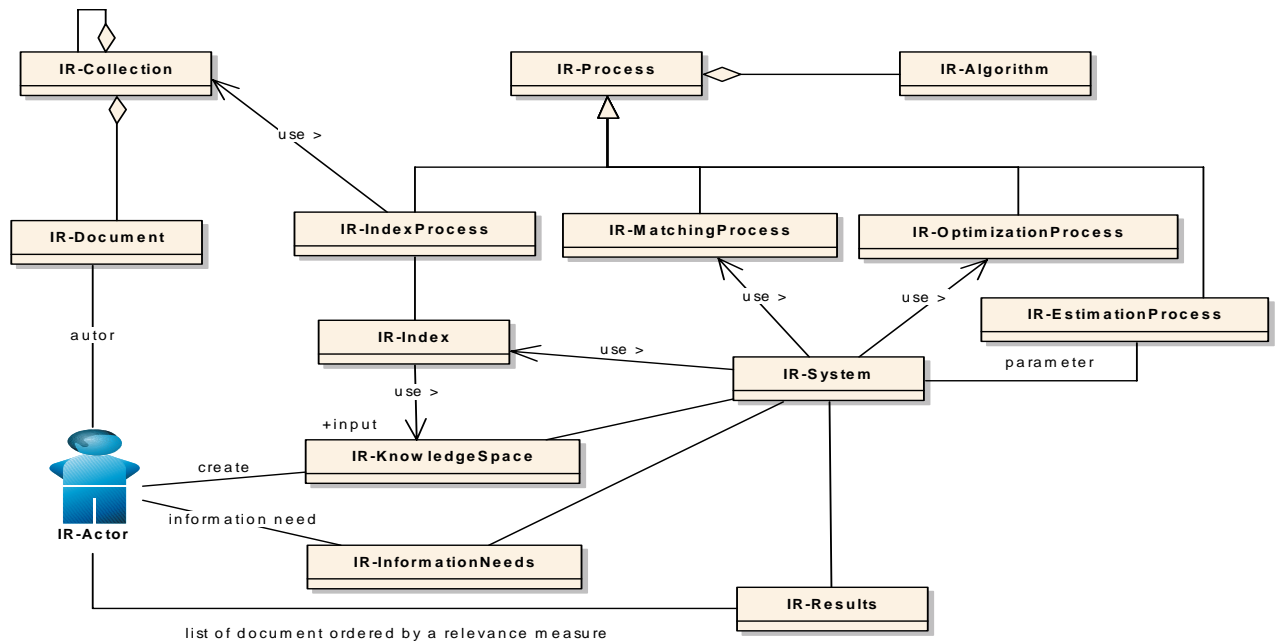 IR-Collection
IR-Process
IR-Algorithm
use >
IR-Document
IR-IndexProcess
IR-MatchingProcess
IR-OptimizationProcess
use >
use >
IR-EstimationProcess
autor
IR-Index
use >
parameter
IR-System
use >
+input
IR-KnowledgeSpace
create
information need
IR-Actor
IR-InformationNeeds
IR-Results
list of document ordered by a relevance measure